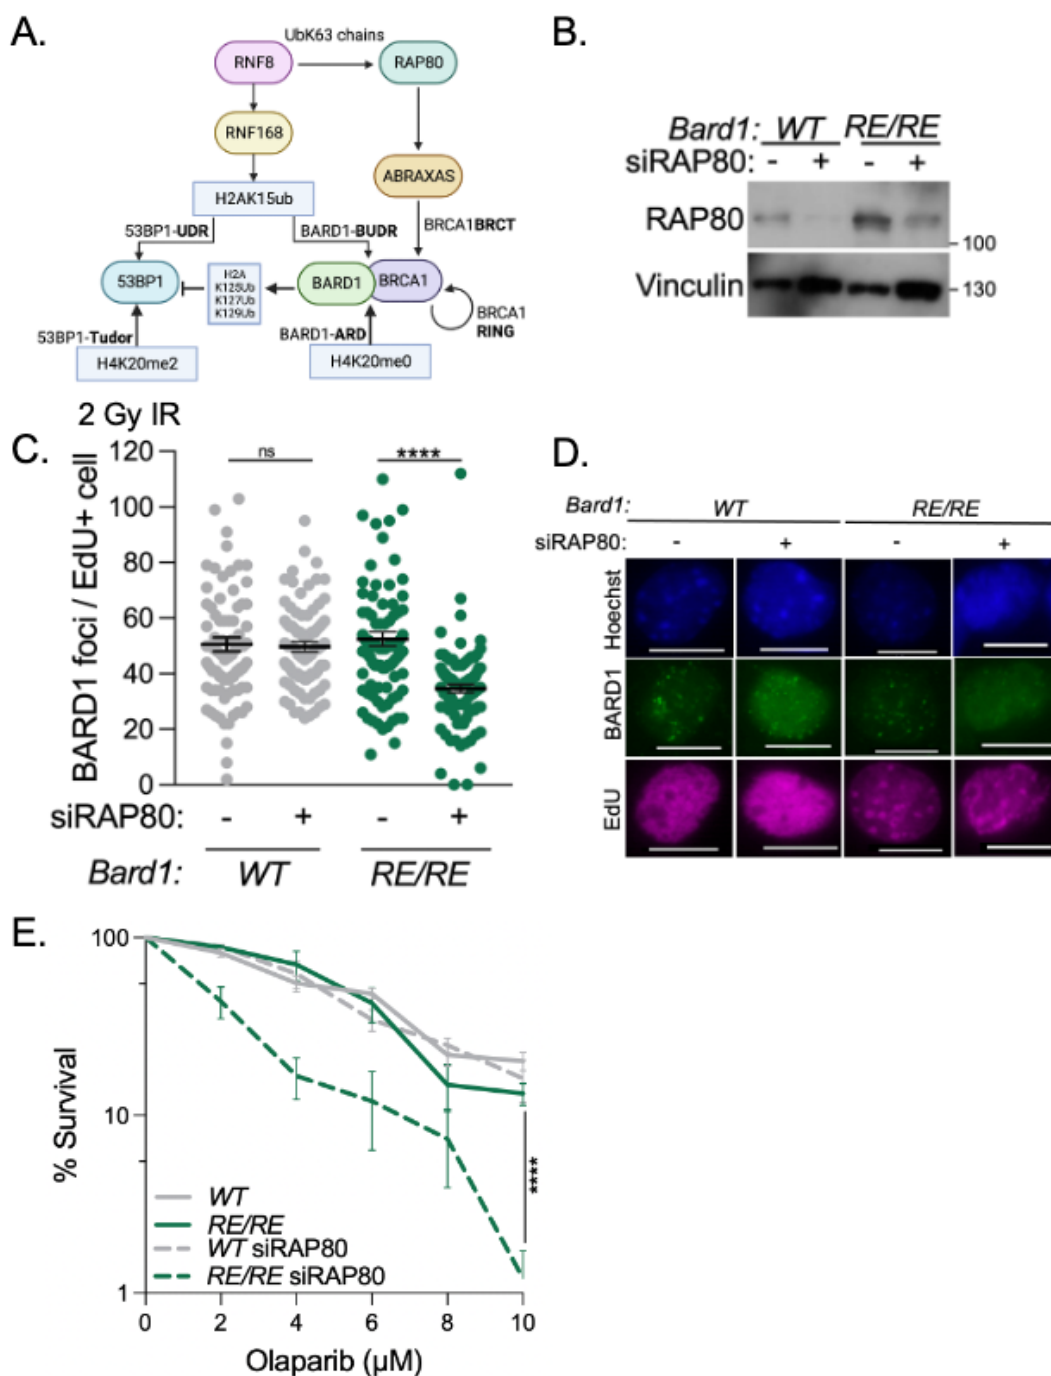 A.
UbK63 chains
RNF8
RAP80
RNF168
ABRAXAS
H2AK15ub
53BP1-UDR
BARD1-BUDR
BRCA1BRCT
53BP1
H2A
K125Ub
K127Ub
K129Ub
BARD1
BRCA1
BRCA1
RING
53BP1-Tudor
BARD1-ARD
H4K20me2
H4K20me0
B.
Bard1: WT RE/RE
siRAP80: - + - +
RAP80
100
Vinculin
130
C.
2 Gy IR
BARD1 foci / EdU+ cell
120
100
80
60
40
20
0
ns
****
siRAP80: - + - +
Bard1: WT RE/RE
D.
Bard1: WT RE/RE
siRAP80: - + - +
Hoechst
BARD1
EdU
E.
% Survival
100
10
1
****
WT
RE/RE
WT siRAP80
RE/RE siRAP80
0 2 4 6 8 10
Olaparib (µM)